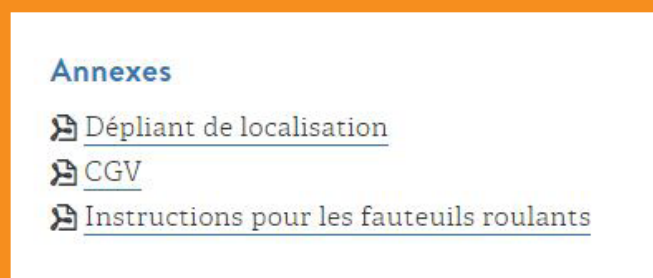 Annexes
Dépliant de localisation
CGV
Instructions pour les fauteuils roulants